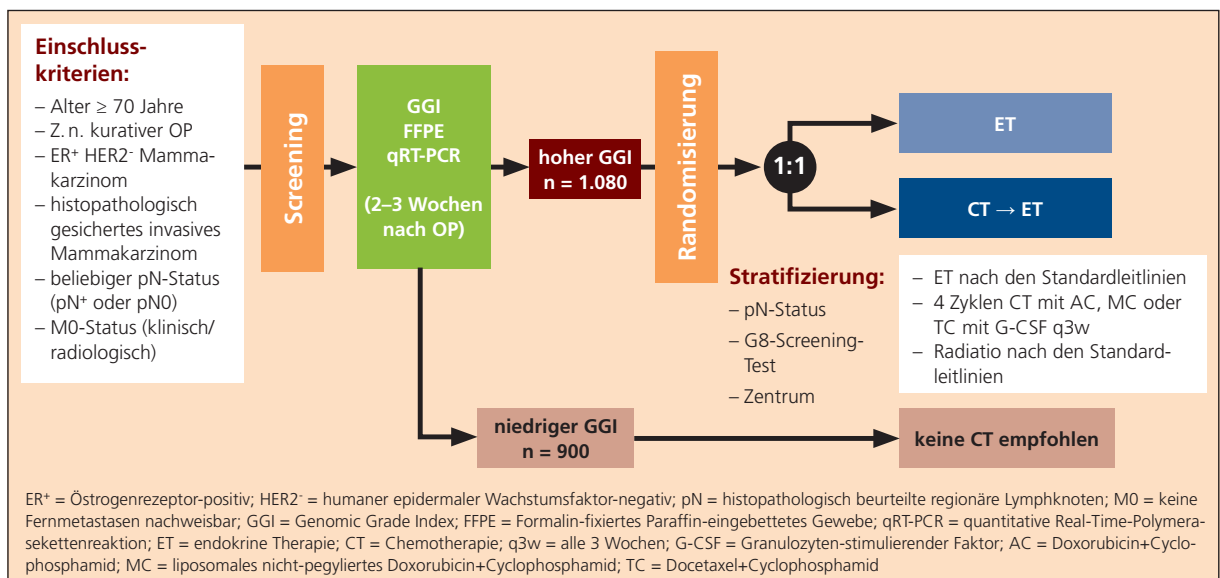 Einschluss-
kriterien:
– Alter ≥ 70 Jahre
– Z. n. kurativer OP
– ER⁺ HER2⁻ Mamma-
karzinom
– histopathologisch
gesichertes invasives
Mammakarzinom
– beliebiger pN-Status
(pN⁺ oder pN0)
– M0-Status (klinisch/
radiologisch)
Screening
GGI
FFPE
qRT-PCR
(2–3 Wochen
nach OP)
hoher GGI
n = 1.080
Randomisierung
1:1
ET
CT → ET
Stratifizierung:
– pN-Status
– G8-Screening-
Test
– Zentrum
– ET nach den Standardleitlinien
– 4 Zyklen CT mit AC, MC oder
TC mit G-CSF q3w
– Radiatio nach den Standard-
leitlinien
niedriger GGI
n = 900
keine CT empfohlen
ER⁺ = Östrogenrezeptor-positiv; HER2⁻ = humaner epidermaler Wachstumsfaktor-negativ; pN = histopathologisch beurteilte regionäre Lymphknoten; M0 = keine
Fernmetastasen nachweisbar; GGI = Genomic Grade Index; FFPE = Formalin-fixiertes Paraffin-eingebettetes Gewebe; qRT-PCR = quantitative Real-Time-Polymera-
sekettenreaktion; ET = endokrine Therapie; CT = Chemotherapie; q3w = alle 3 Wochen; G-CSF = Granulozyten-stimulierender Faktor; AC = Doxorubicin+Cyclo-
phosphamid; MC = liposomales nicht-pegyliertes Doxorubicin+Cyclophosphamid; TC = Docetaxel+Cyclophosphamid